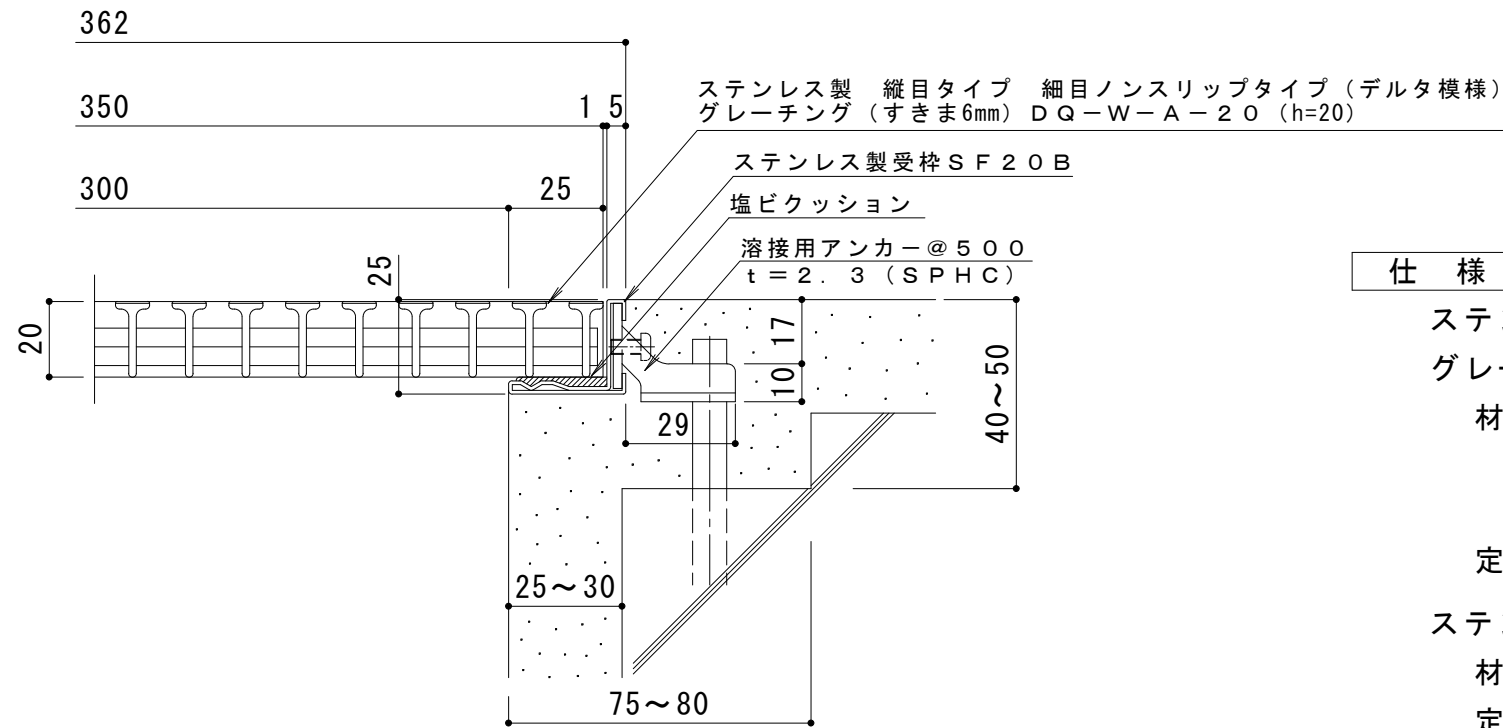 362
350
1 5
ステンレス製　縦目タイプ　細目ノンスリップタイプ（デルタ模様）
グレーチング（すきま6mm）ＤＱ－Ｗ－Ａ－２０（h=20）
ステンレス製受枠ＳＦ２０Ｂ
300
25
塩ビクッション
溶接用アンカー＠５００
ｔ＝２．３（ＳＰＨＣ）
25
20
17
10
40～50
29
25～30
75～80
仕　様
ステン
グレー
材
定
ステン
材
定